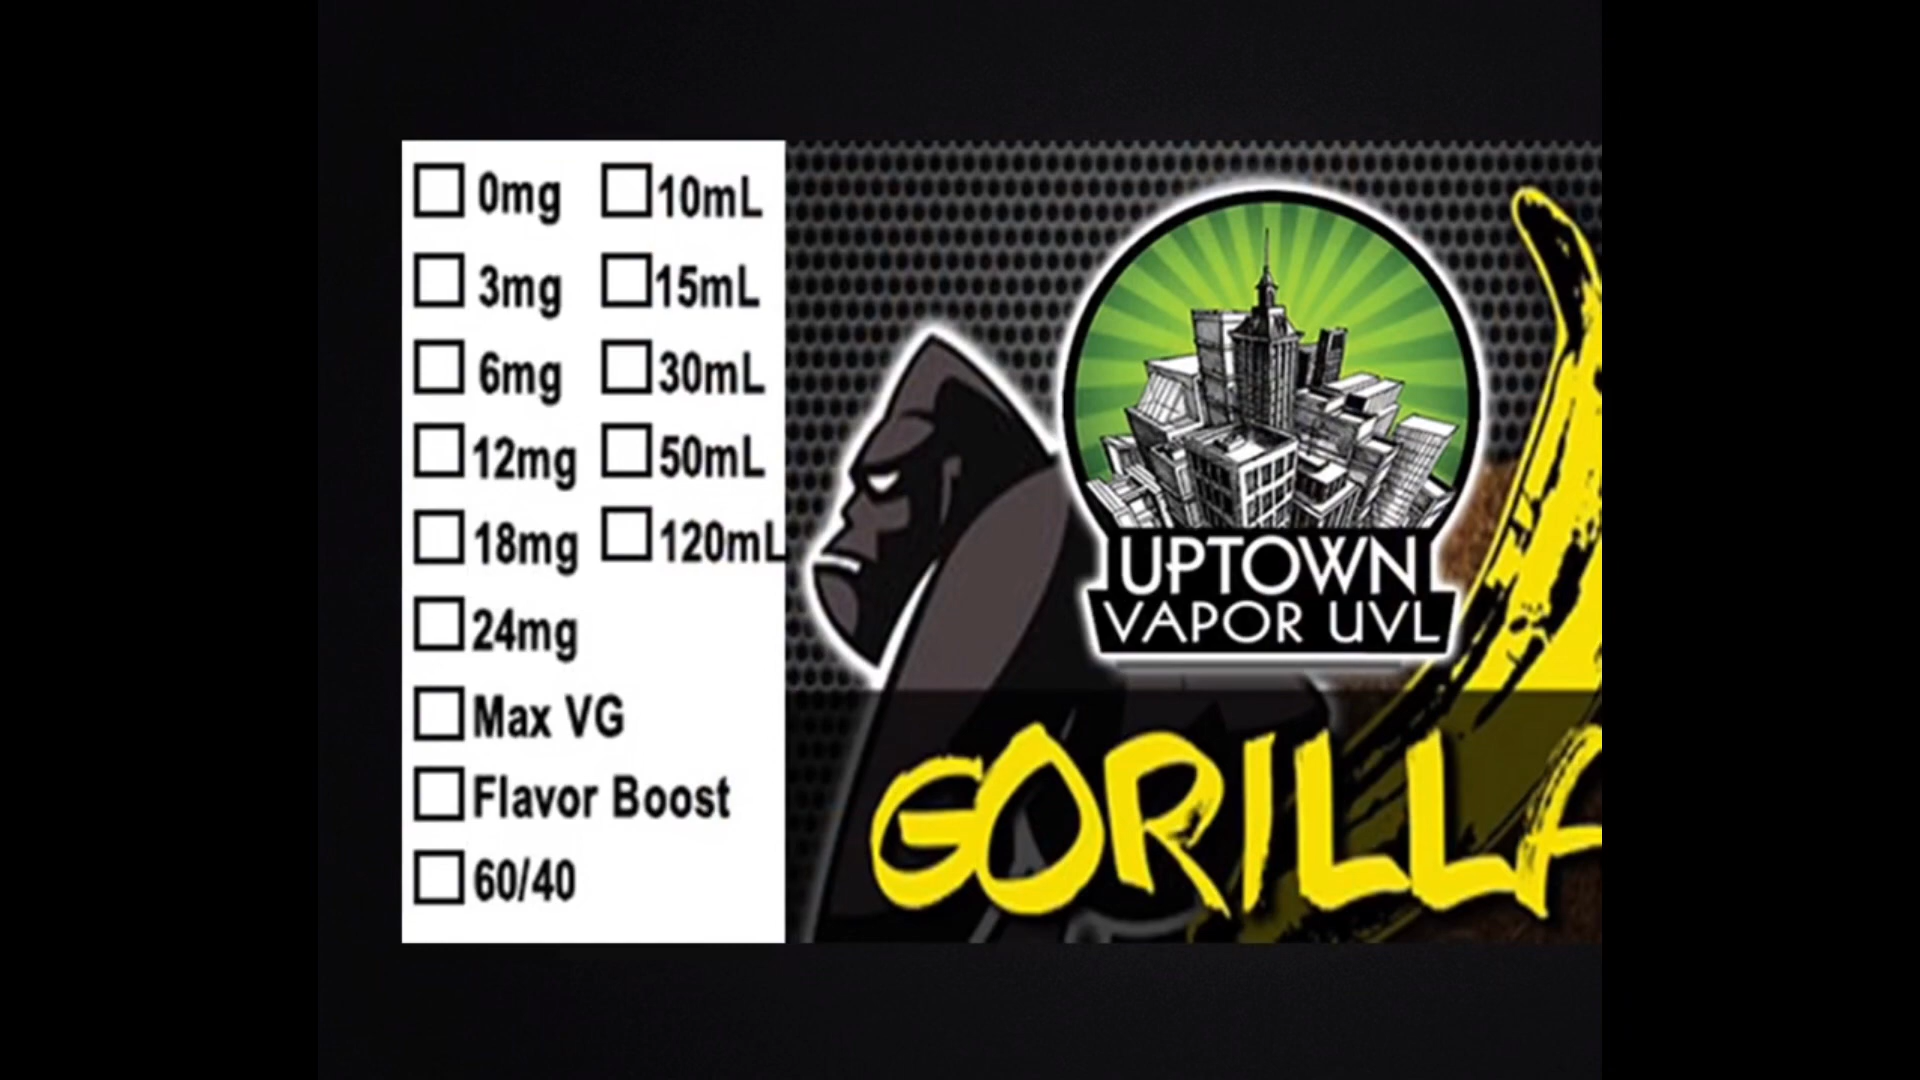 0mg 10mL
3mg 15mL
6mg 30mL
12mg 50mL
18mg 120mL
24mg
Max VG
Flavor Boost
60/40
UPTOWN
VAPOR UVL
GORILLA